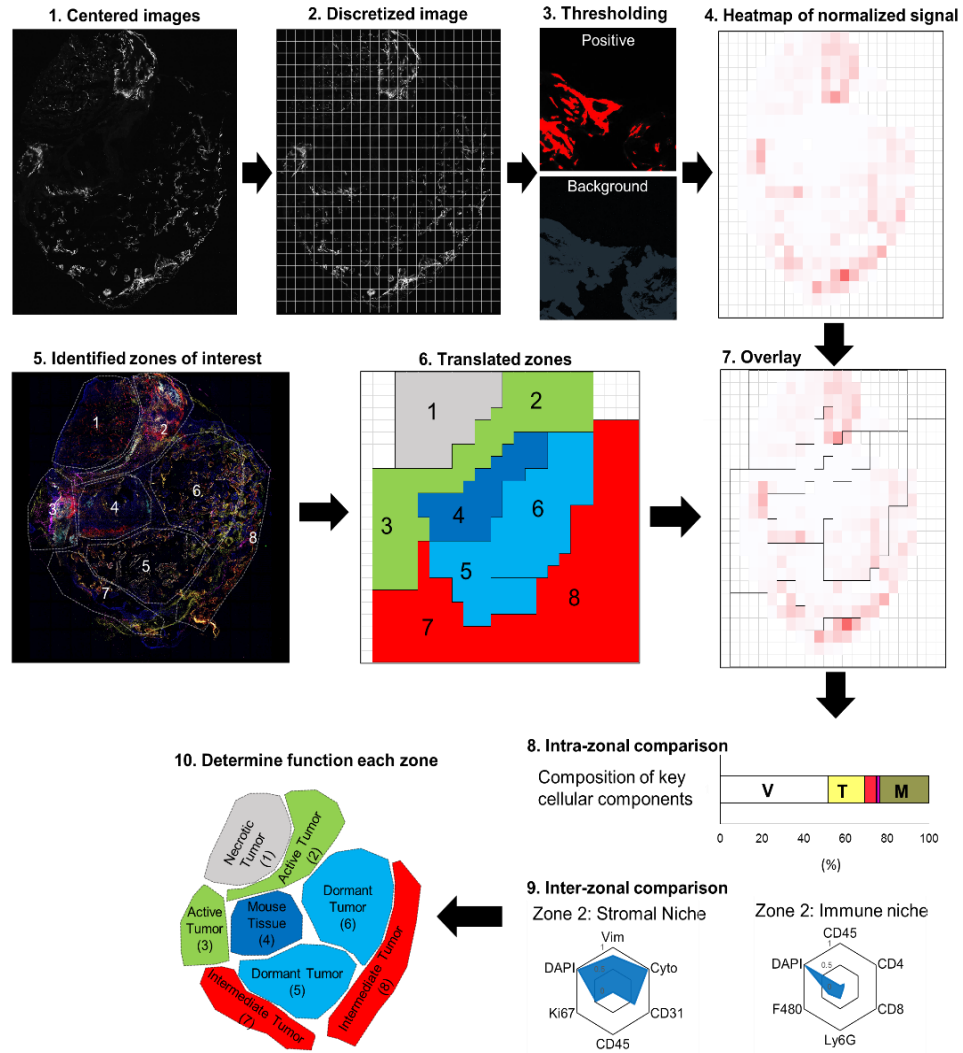 1. Centered images
2. Discretized image
3. Thresholding
4. Heatmap of normalized signal
Positive
Background
5. Identified zones of interest
6. Translated zones
7. Overlay
1
2
3
4
5
6
7
8
1
2
3
4
5
6
7
8
8. Intra-zonal comparison
Composition of key
cellular components
V
T
M
0
20
40
60
80
100
(%)
9. Inter-zonal comparison
Zone 2: Stromal Niche
Vim
1
0.5
DAPI
Cyto
Ki67
CD31
CD45
Zone 2: Immune niche
CD45
1
0.5
DAPI
CD4
F480
CD8
Ly6G
10. Determine function each zone
Necrotic
Tumor
(1)
Active Tumor
(2)
Active
Tumor
(3)
Mouse
Tissue
(4)
Dormant
Tumor
(6)
Dormant Tumor
(5)
Intermediate Tumor
(7)
Intermediate Tumor
(8)